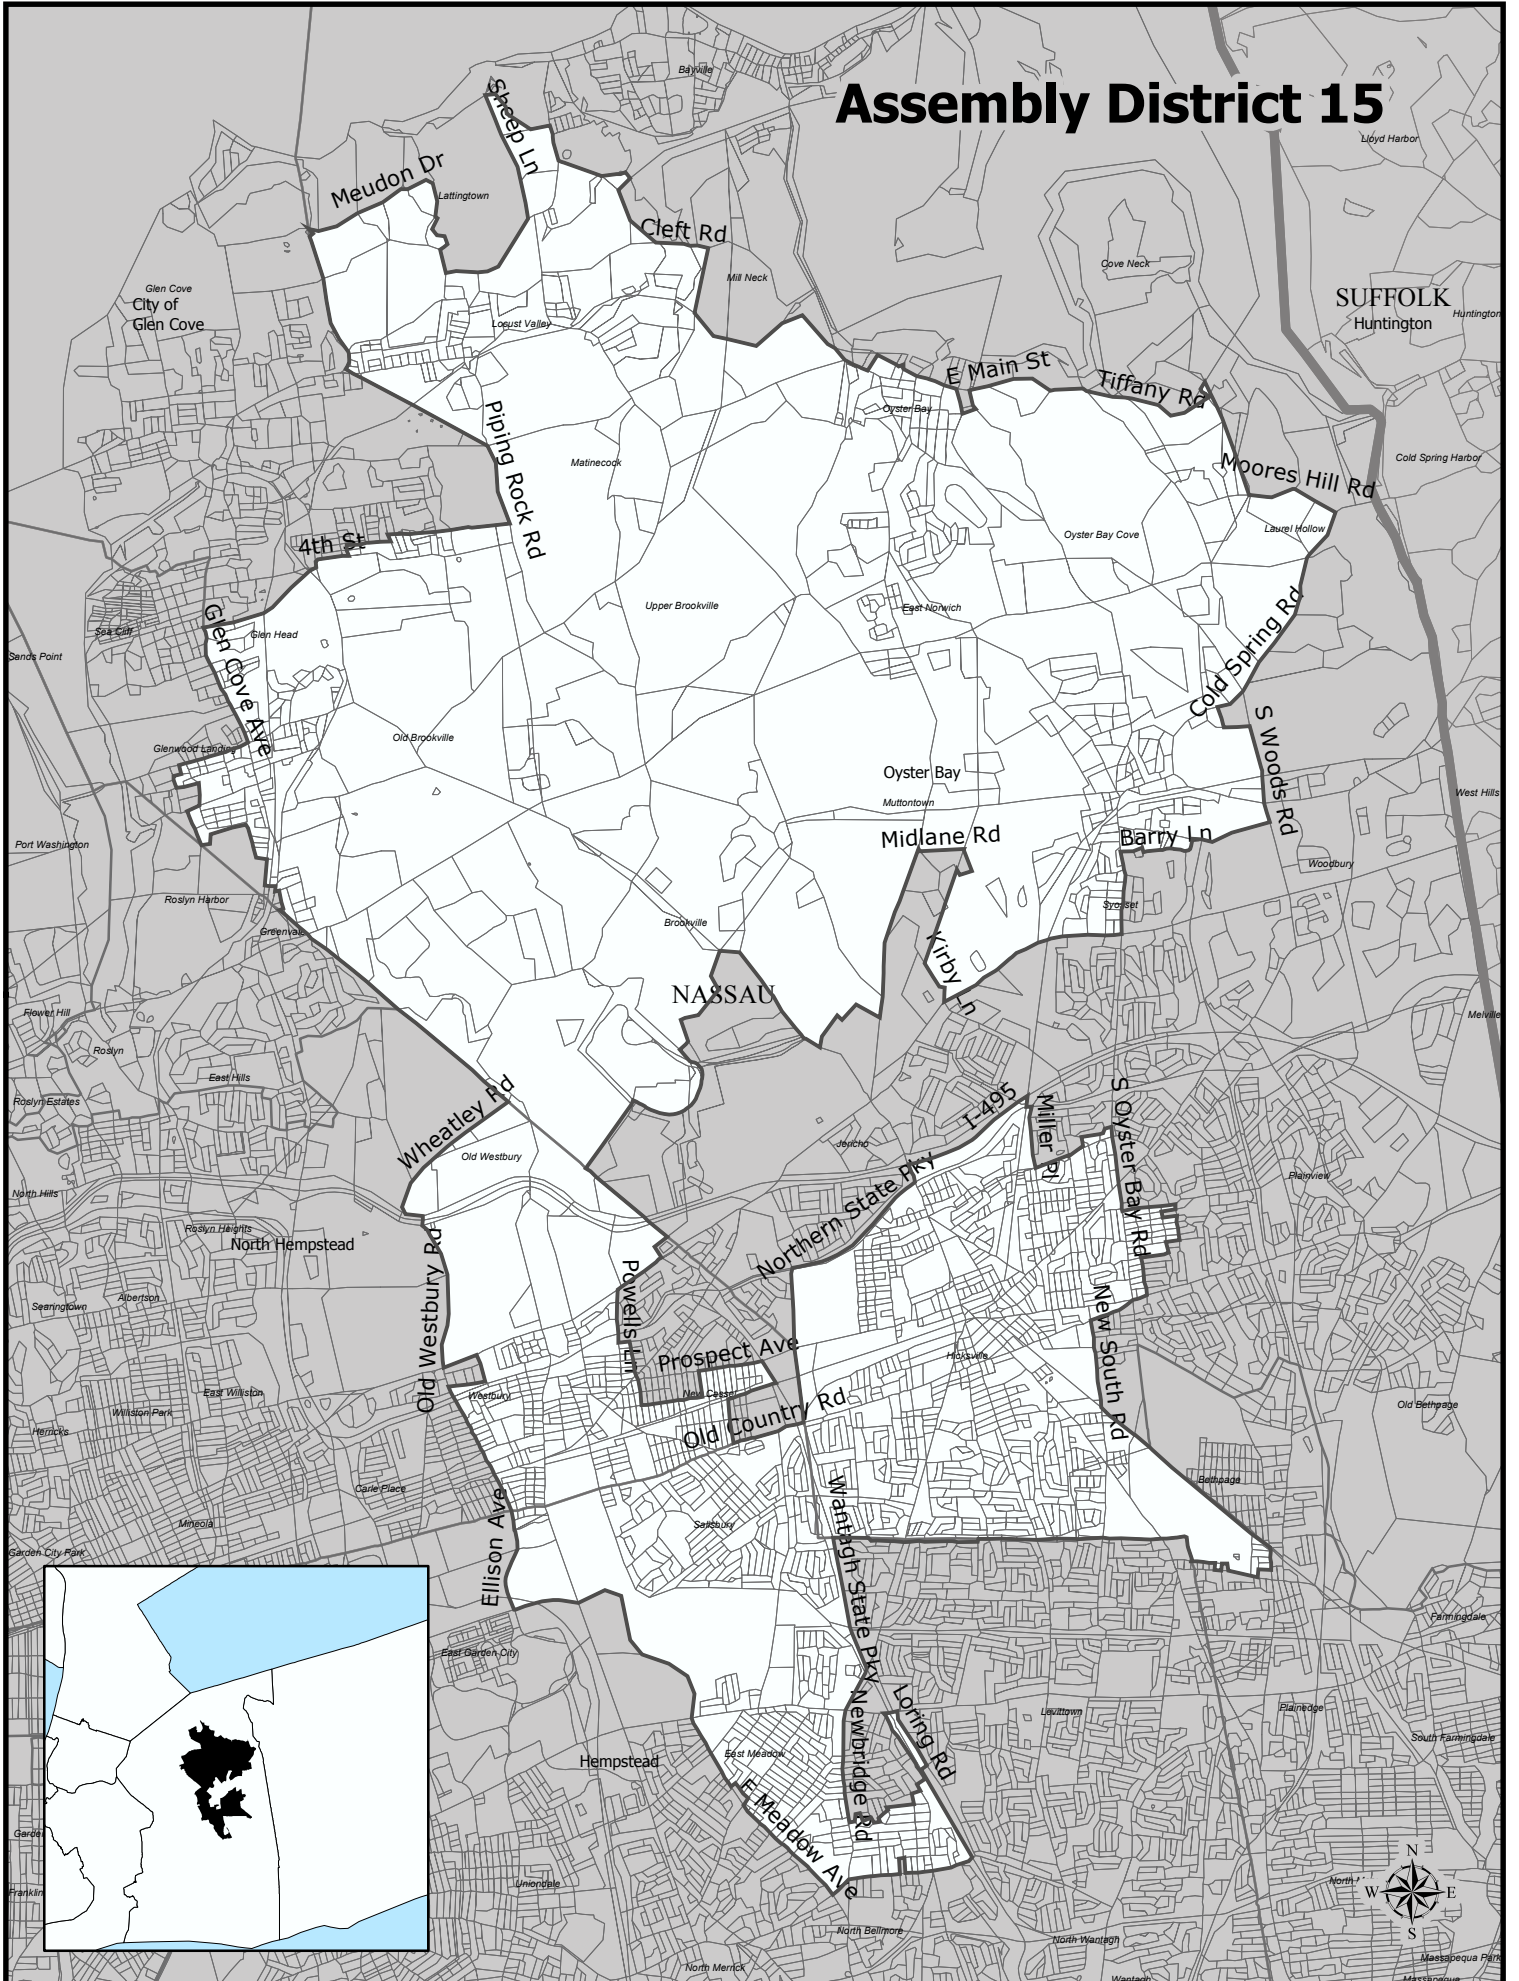 Bayville
Assembly District 15
Sheep Ln
Lloyd Harbor
Meudon Dr
Lattingtown
Cleft Rd
Mill Neck
Cove Neck
Glen Cove
City of
Glen Cove
SUFFOLK
Huntington
Huntington
Locust Valley
E Main St
Tiffany Rd
Oyster Bay
Piping Rock Rd
Matinecock
Moores Hill Rd
Cold Spring Harbor
Laurel Hollow
Oyster Bay Cove
4th St
Upper Brookville
East Norwich
Cold Spring Rd
Glen Cove Ave
Sea Cliff
Glen Head
Sands Point
S Woods Rd
Old Brookville
Glenwood Landing
Oyster Bay
Muttontown
West Hills
Midlane Rd
Barry Ln
Port Washington
Woodbury
Roslyn Harbor
Syosset
Greenvale
Brookville
Kirby Ln
NASSAU
Flower Hill
Melville
Roslyn
East Hills
Roslyn Estates
Wheatley Rd
I-495
Miller Pl
S Oyster Bay Rd
Jericho
Old Westbury
Plainview
North Hills
Northern State Pky
Roslyn Heights
North Hempstead
Old Westbury Rd
Powells Ln
Albertson
Searingtown
New South Rd
Prospect Ave
Hicksville
East Williston
Westbury
New Cassel
Old Country Rd
Williston Park
Herricks
Old Bethpage
Bethpage
Carle Place
Ellison Ave
Wantagh State Pky
Mineola
Salisbury
Garden City Park
Farmingdale
East Garden City
Newbridge Rd
Loring Rd
Levittown
Plainedge
South Farmingdale
Hempstead
East Meadow
E Meadow Ave
Uniondale
N
W
E
S
North Bellmore
North Wantagh
North Merrick
Wantagh
Massapequa Park
Massapequa